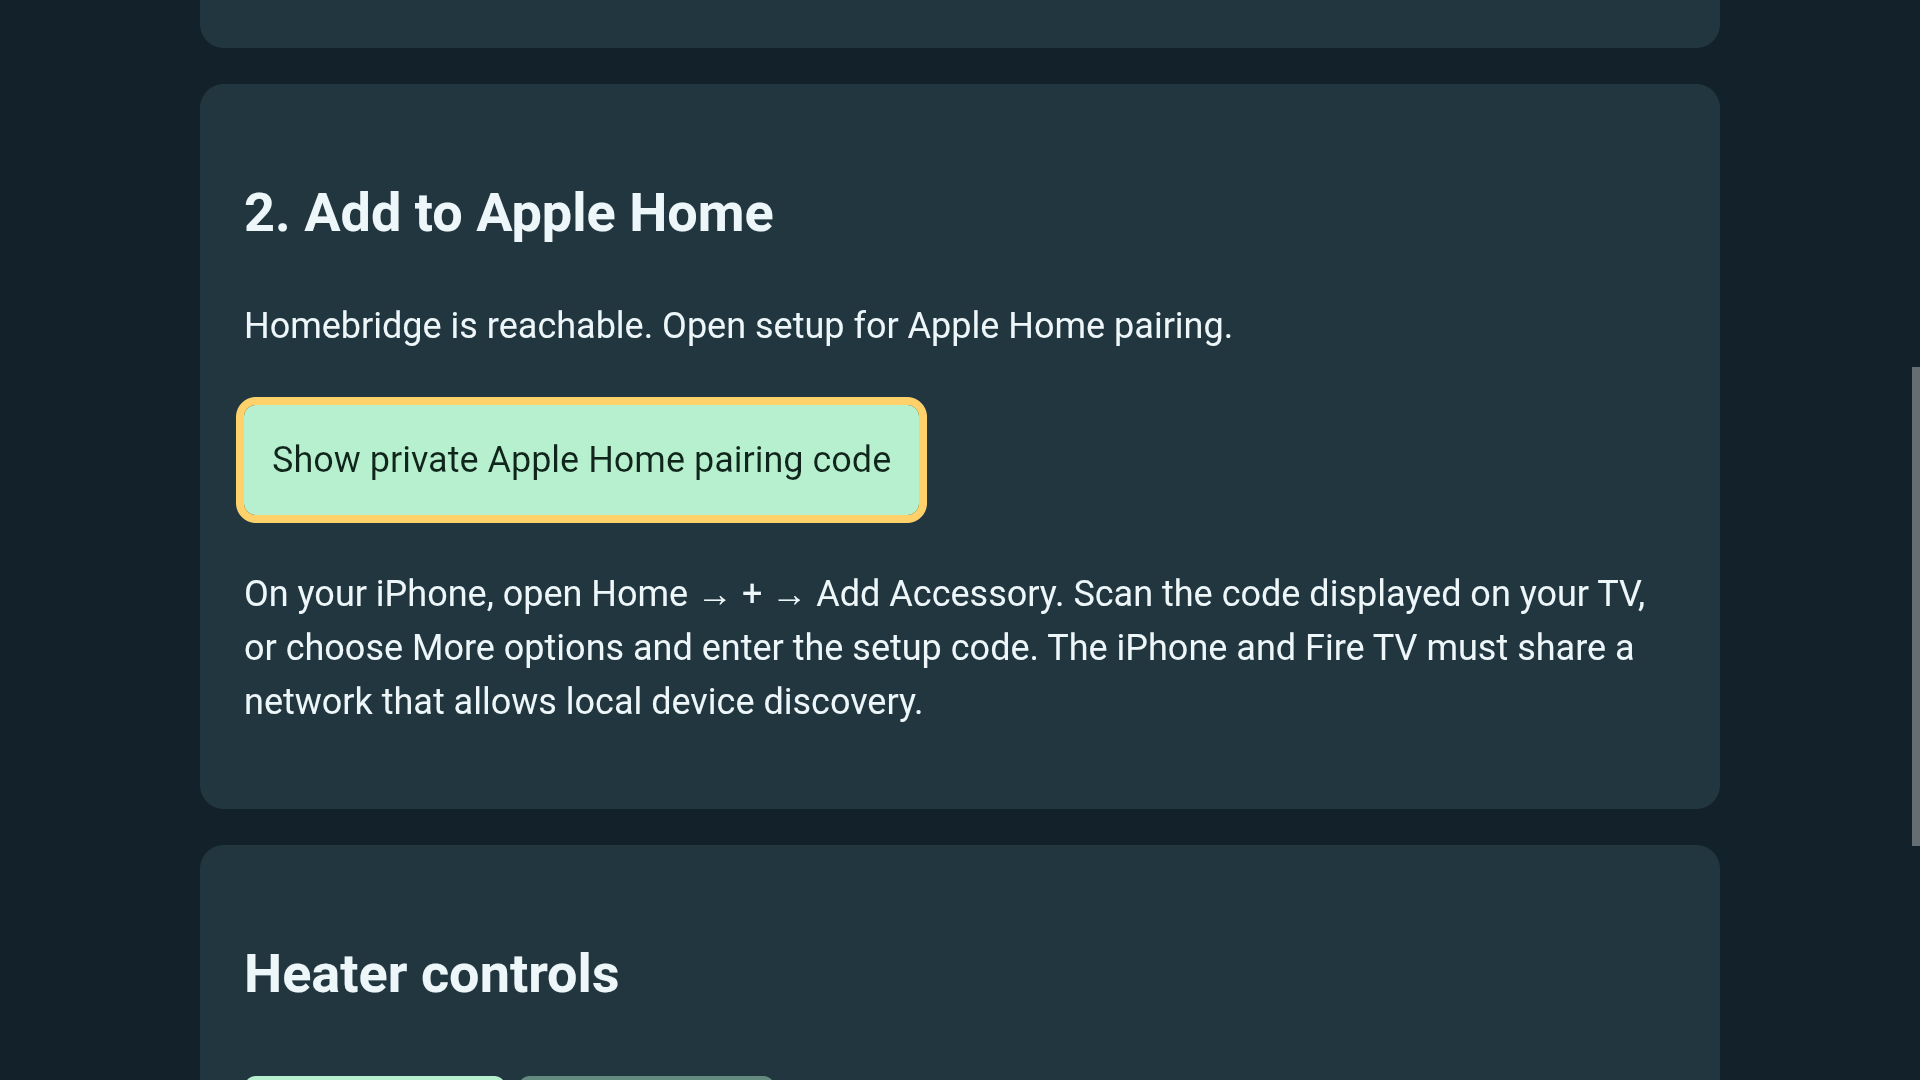 2. Add to Apple Home
Homebridge is reachable. Open setup for Apple Home pairing.
Show private Apple Home pairing code
On your iPhone, open Home → + → Add Accessory. Scan the code displayed on your TV,
or choose More options and enter the setup code. The iPhone and Fire TV must share a
network that allows local device discovery.
Heater controls